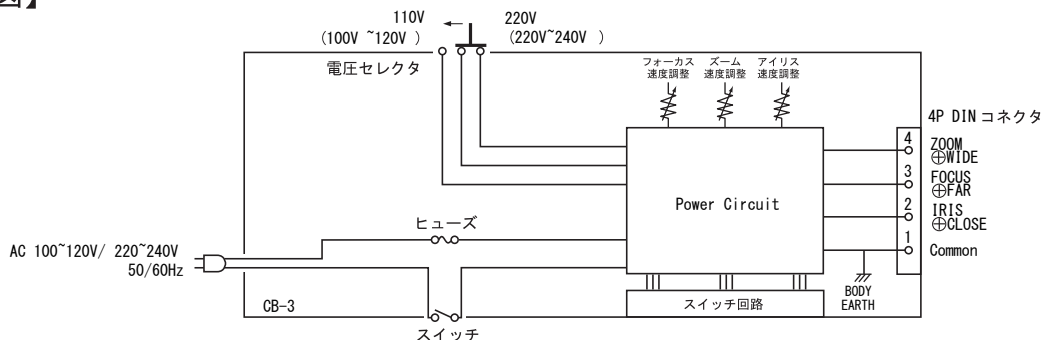 図】
110V
(100V ~120V )
電圧セレクタ
220V
(220V~240V )
フォーカス
速度調整
ズーム
速度調整
アイリス
速度調整
4P DIN コネクタ
4
ZOOM
⊕WIDE
3
FOCUS
⊕FAR
2
IRIS
⊕CLOSE
1
Common
Power Circuit
ヒューズ
AC 100~120V/ 220~240V
50/60Hz
BODY
EARTH
CB-3
スイッチ回路
スイッチ